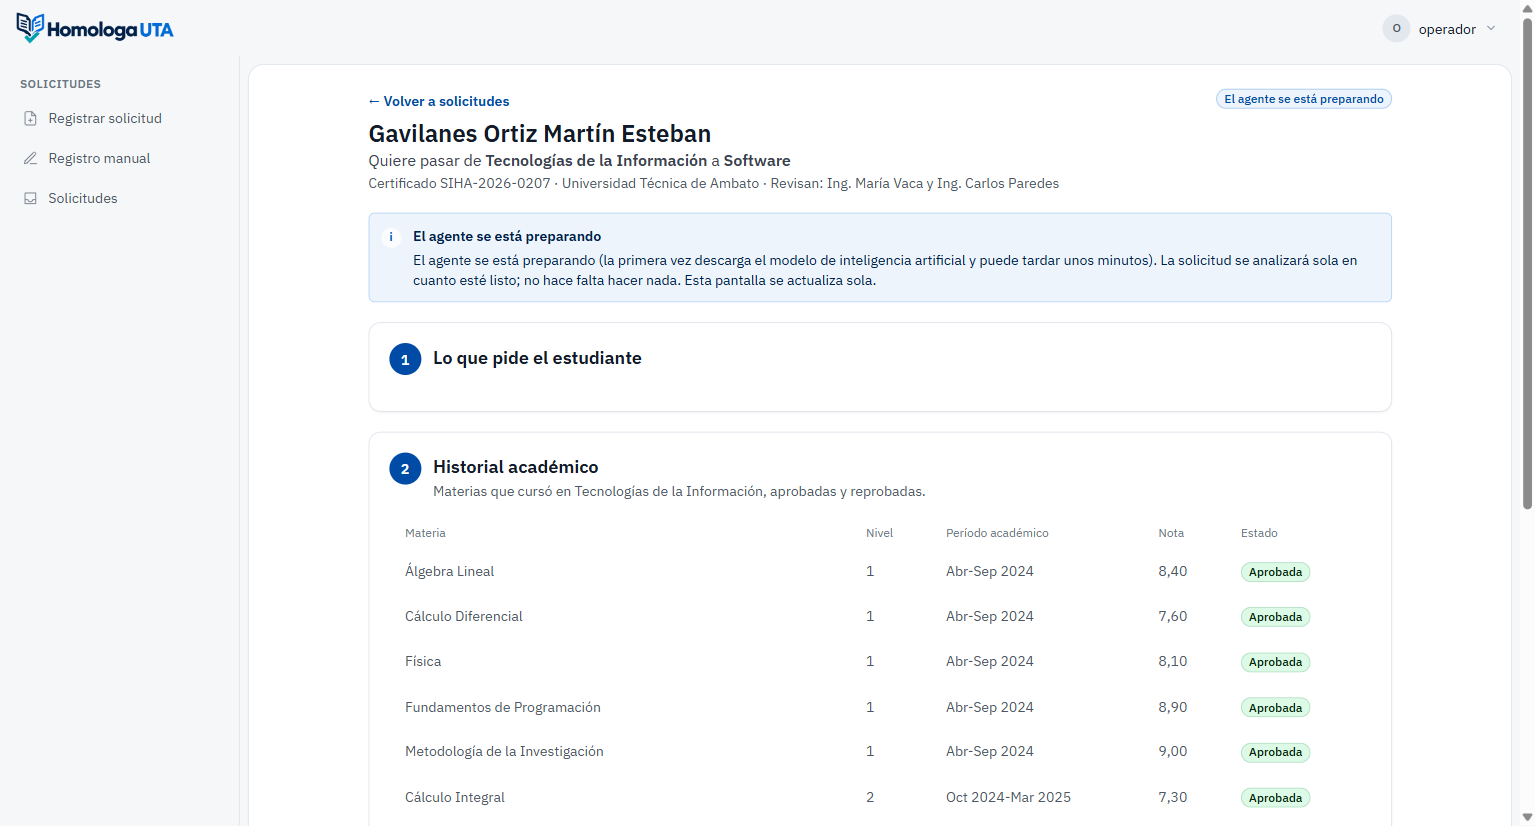 HomologaUTA
O
operador
SOLICITUDES
Registrar solicitud
Registro manual
Solicitudes
← Volver a solicitudes
El agente se está preparando
Gavilanes Ortiz Martín Esteban
Quiere pasar de Tecnologías de la Información a Software
Certificado SIHA-2026-0207 · Universidad Técnica de Ambato · Revisan: Ing. María Vaca y Ing. Carlos Paredes
i
El agente se está preparando
El agente se está preparando (la primera vez descarga el modelo de inteligencia artificial y puede tardar unos minutos). La solicitud se analizará sola en
cuanto esté listo; no hace falta hacer nada. Esta pantalla se actualiza sola.
1 Lo que pide el estudiante
2 Historial académico
Materias que cursó en Tecnologías de la Información, aprobadas y reprobadas.
Materia Nivel Período académico Nota Estado
Álgebra Lineal 1 Abr-Sep 2024 8,40 Aprobada
Cálculo Diferencial 1 Abr-Sep 2024 7,60 Aprobada
Física 1 Abr-Sep 2024 8,10 Aprobada
Fundamentos de Programación 1 Abr-Sep 2024 8,90 Aprobada
Metodología de la Investigación 1 Abr-Sep 2024 9,00 Aprobada
Cálculo Integral 2 Oct 2024-Mar 2025 7,30 Aprobada